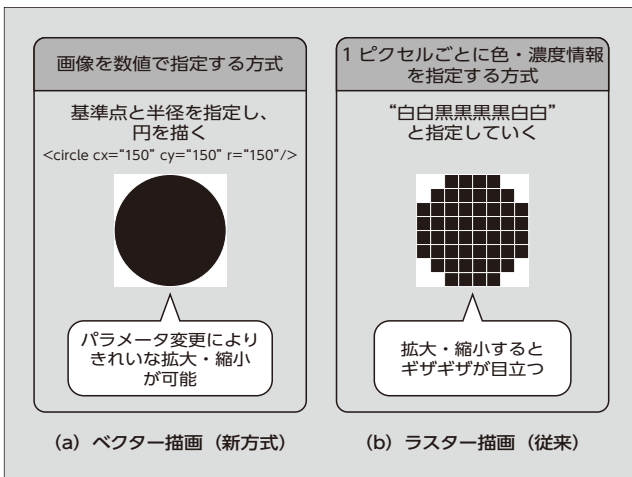 画像を数値で指定する方式
基準点と半径を指定し、
円を描く
<circle cx=“150” cy=“150” r=“150”/>
パラメータ変更により
きれいな拡大・縮小
が可能
(a) ベクター描画（新方式）
1 ピクセルごとに色・濃度情報
を指定する方式
“白白黒黒黒黒白白”
と指定していく
拡大・縮小すると
ギザギザが目立つ
(b) ラスター描画（従来）